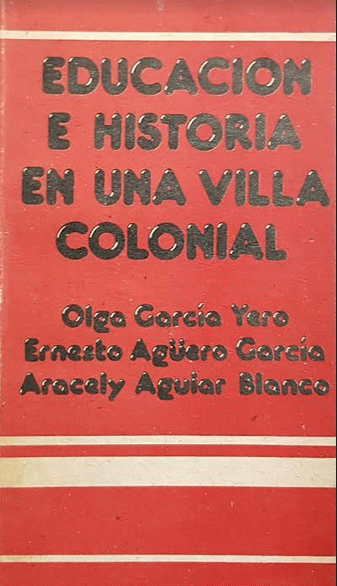 EDUCACION
E HISTORIA
EN UNA VILLA
COLONIAL
Olga García Yero
Ernesto Agüero García
Aracely Aguiar Blanco